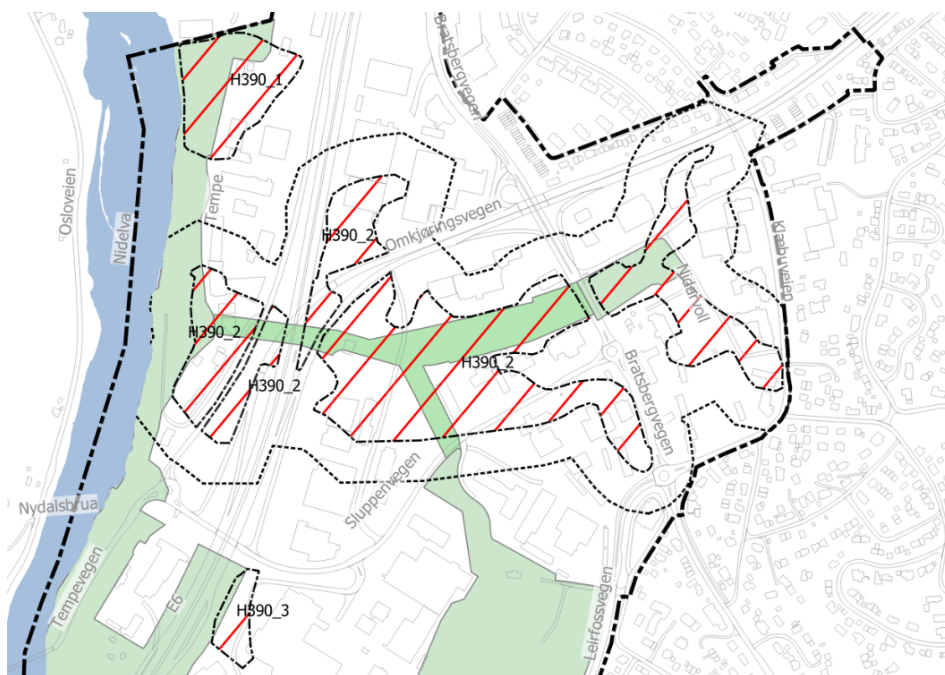 Bratsbergvegen
H390_1
Osloveien
Nidelva
Tempe
Omkjøringsvegen
H390_2
Klæbuveien
Nidarvoll
H390_2
H390_2
H390_2
Bratsbergvegen
Sluppenvegen
Nydalsbrua
Tempevegen
E6
H390_3
Leirfossvegen